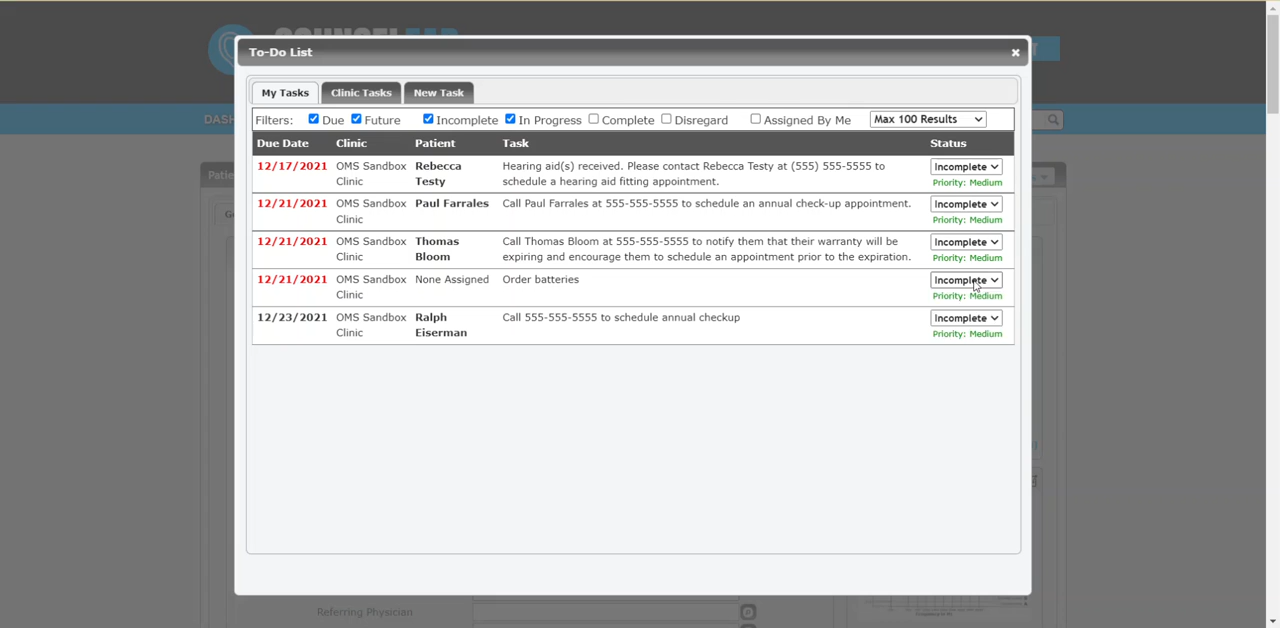 To-Do List
My Tasks Clinic Tasks New Task
Filters: Due Future Incomplete In Progress Complete Disregard Assigned By Me Max 100 Results
Due Date Clinic Patient Task Status
12/17/2021 OMS Sandbox Rebecca Hearing aid(s) received. Please contact Rebecca Testy at (555) 555-5555 to Incomplete
Clinic Testy schedule a hearing aid fitting appointment. Priority: Medium
12/21/2021 OMS Sandbox Paul Farrales Call Paul Farrales at 555-555-5555 to schedule an annual check-up appointment. Incomplete
Clinic Priority: Medium
12/21/2021 OMS Sandbox Thomas Call Thomas Bloom at 555-555-5555 to notify them that their warranty will be Incomplete
Clinic Bloom expiring and encourage them to schedule an appointment prior to the expiration. Priority: Medium
12/21/2021 OMS Sandbox None Assigned Order batteries Incomplete
Clinic Priority: Medium
12/23/2021 OMS Sandbox Ralph Call 555-555-5555 to schedule annual checkup Incomplete
Clinic Eiserman Priority: Medium
Referring Physician